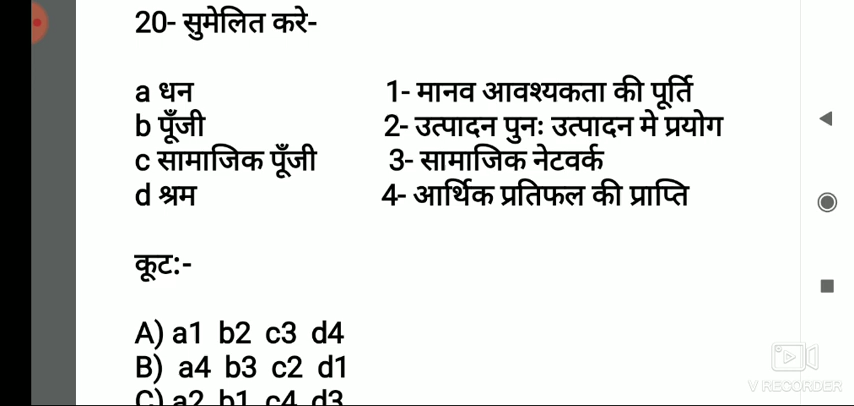 20- सुमेलित करे-
a धन 1- मानव आवश्यकता की पूर्ति
b पूँजी 2- उत्पादन पुनः उत्पादन मे प्रयोग
c सामाजिक पूँजी 3- सामाजिक नेटवर्क
d श्रम 4- आर्थिक प्रतिफल की प्राप्ति
कूट:-
A) a1 b2 c3 d4
B) a4 b3 c2 d1
C) a2 b1 c4 d3
V RECORDER